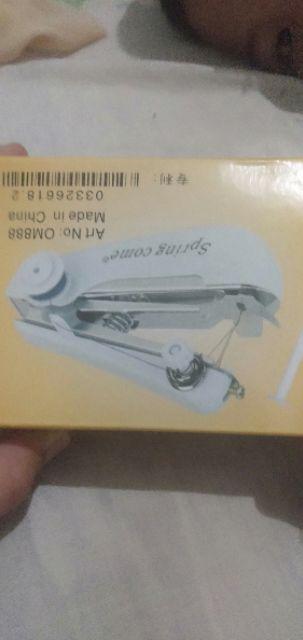 Spring come®
Art No: OM888
Made in China
03326618.2
专利: